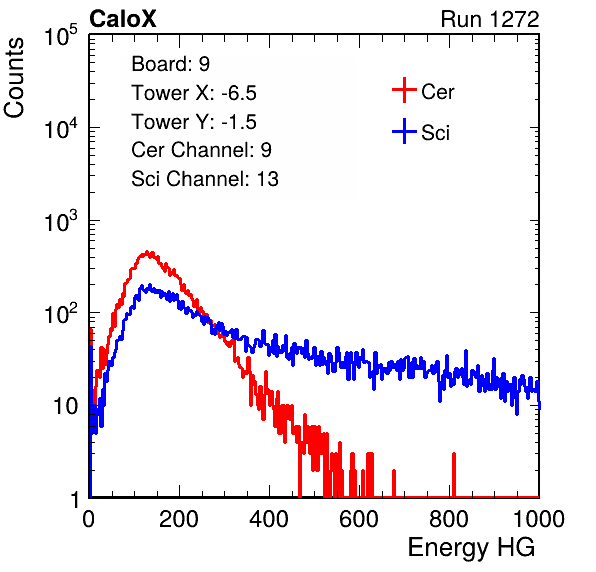 CaloX Run 1272
Counts
10^5
10^4
10^3
10^2
10
1
Board: 9
Tower X: -6.5
Tower Y: -1.5
Cer Channel: 9
Sci Channel: 13
Cer
Sci
0 200 400 600 800 1000
Energy HG